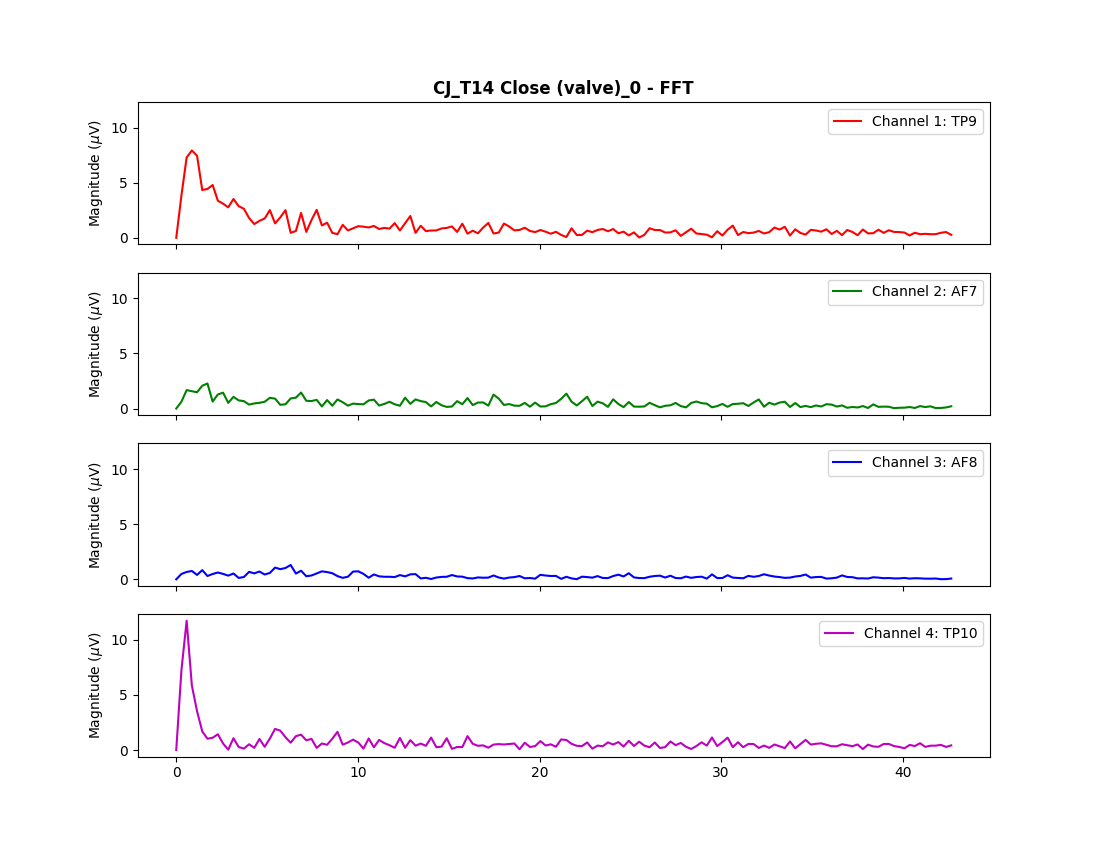 CJ_T14 Close (valve)_0 - FFT
Magnitude (μV)
10
5
0
Channel 1: TP9
Magnitude (μV)
10
5
0
Channel 2: AF7
Magnitude (μV)
10
5
0
Channel 3: AF8
Magnitude (μV)
10
5
0
Channel 4: TP10
0 10 20 30 40